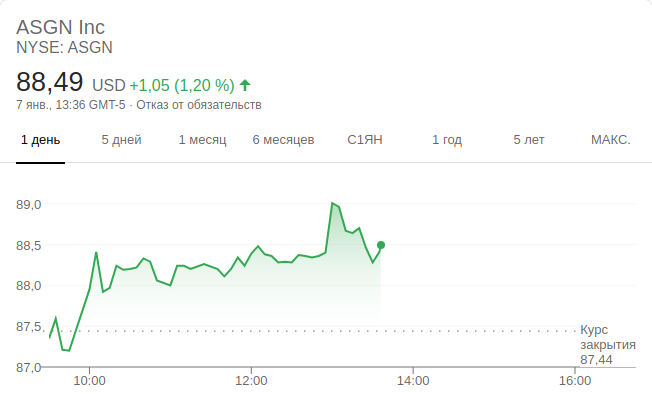 ASGN Inc
NYSE: ASGN
88,49 USD +1,05 (1,20 %)
7 янв., 13:36 GMT-5 · Отказ от обязательств
1 день 5 дней 1 месяц 6 месяцев С1ЯН 1 год 5 лет МАКС.
89,0
88,5
88,0
87,5
87,0
Курс
закрытия
87,44
10:00 12:00 14:00 16:00